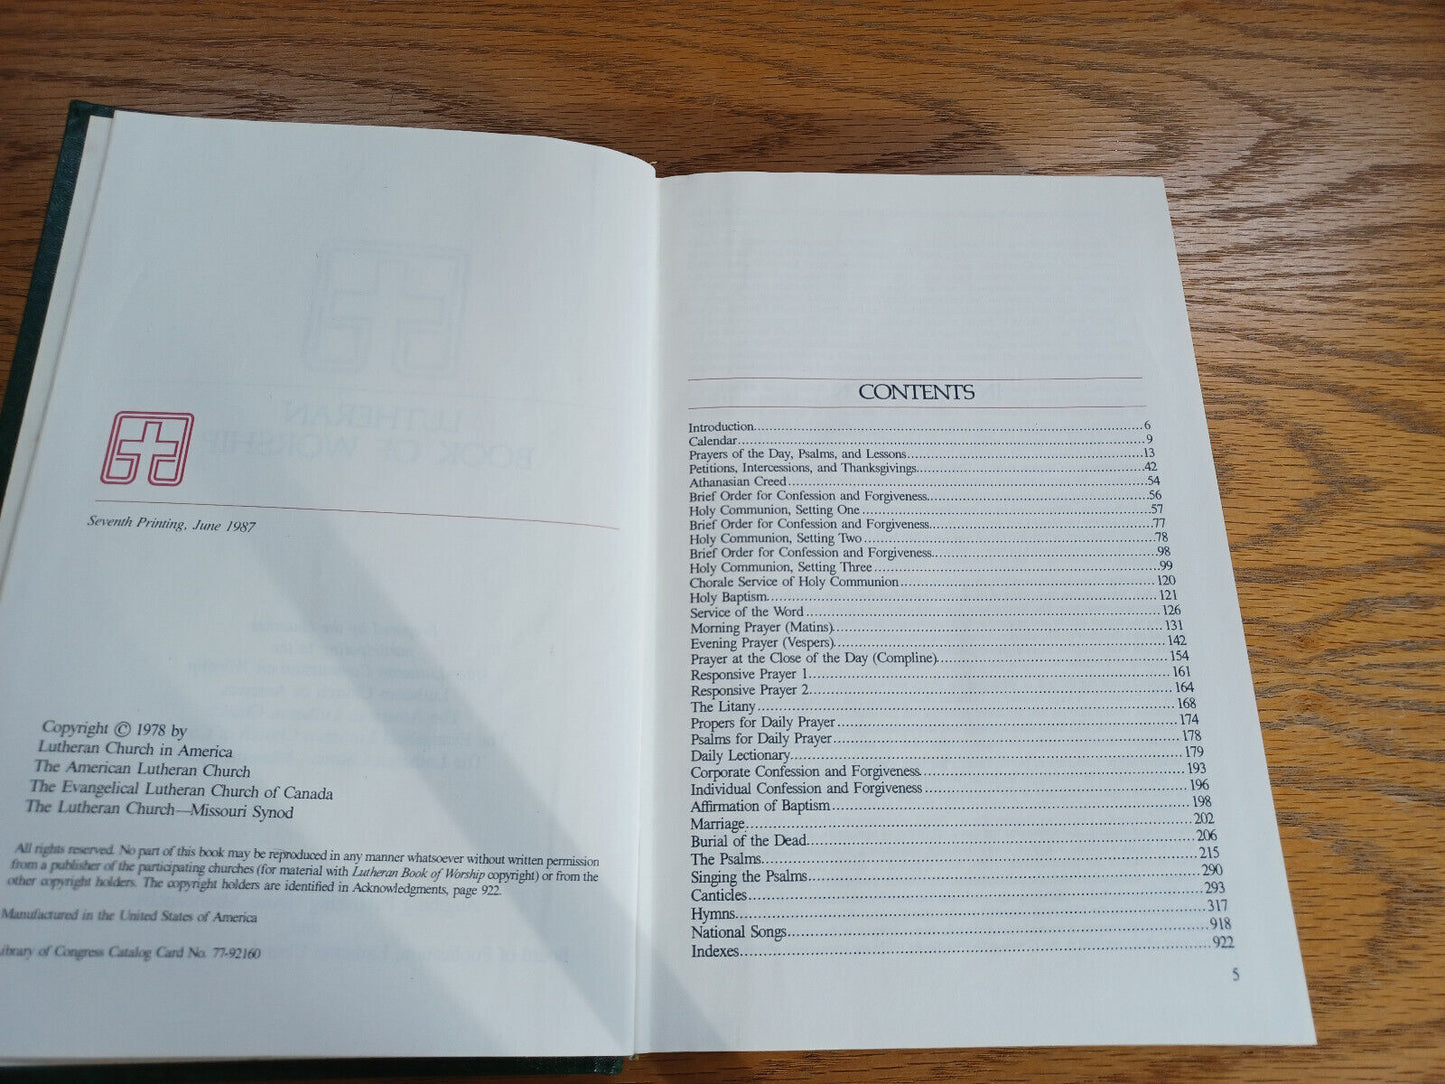 Seventh Printing, June 1987
Copyright © 1978 by
Lutheran Church in America
The American Lutheran Church
The Evangelical Lutheran Church of Canada
The Lutheran Church—Missouri Synod
All rights reserved. No part of this book may be reproduced in any manner whatsoever without written permission
from a publisher of the participating churches (for material with Lutheran Book of Worship copyright) or from the
other copyright holders. The copyright holders are identified in Acknowledgments, page 922.
Manufactured in the United States of America
Library of Congress Catalog Card No. 77-92160
CONTENTS
Introduction 6
Calendar 9
Prayers of the Day, Psalms, and Lessons 13
Petitions, Intercessions, and Thanksgivings 42
Athanasian Creed 54
Brief Order for Confession and Forgiveness 56
Holy Communion, Setting One 57
Brief Order for Confession and Forgiveness 77
Holy Communion, Setting Two 78
Brief Order for Confession and Forgiveness 98
Holy Communion, Setting Three 99
Chorale Service of Holy Communion 120
Holy Baptism 121
Service of the Word 126
Morning Prayer (Matins) 131
Evening Prayer (Vespers) 142
Prayer at the Close of the Day (Compline) 154
Responsive Prayer 1 161
Responsive Prayer 2 164
The Litany 168
Propers for Daily Prayer 174
Psalms for Daily Prayer 178
Daily Lectionary 179
Corporate Confession and Forgiveness 193
Individual Confession and Forgiveness 196
Affirmation of Baptism 198
Marriage 202
Burial of the Dead 206
The Psalms 215
Singing the Psalms 290
Canticles 293
Hymns 317
National Songs 918
Indexes 922
5